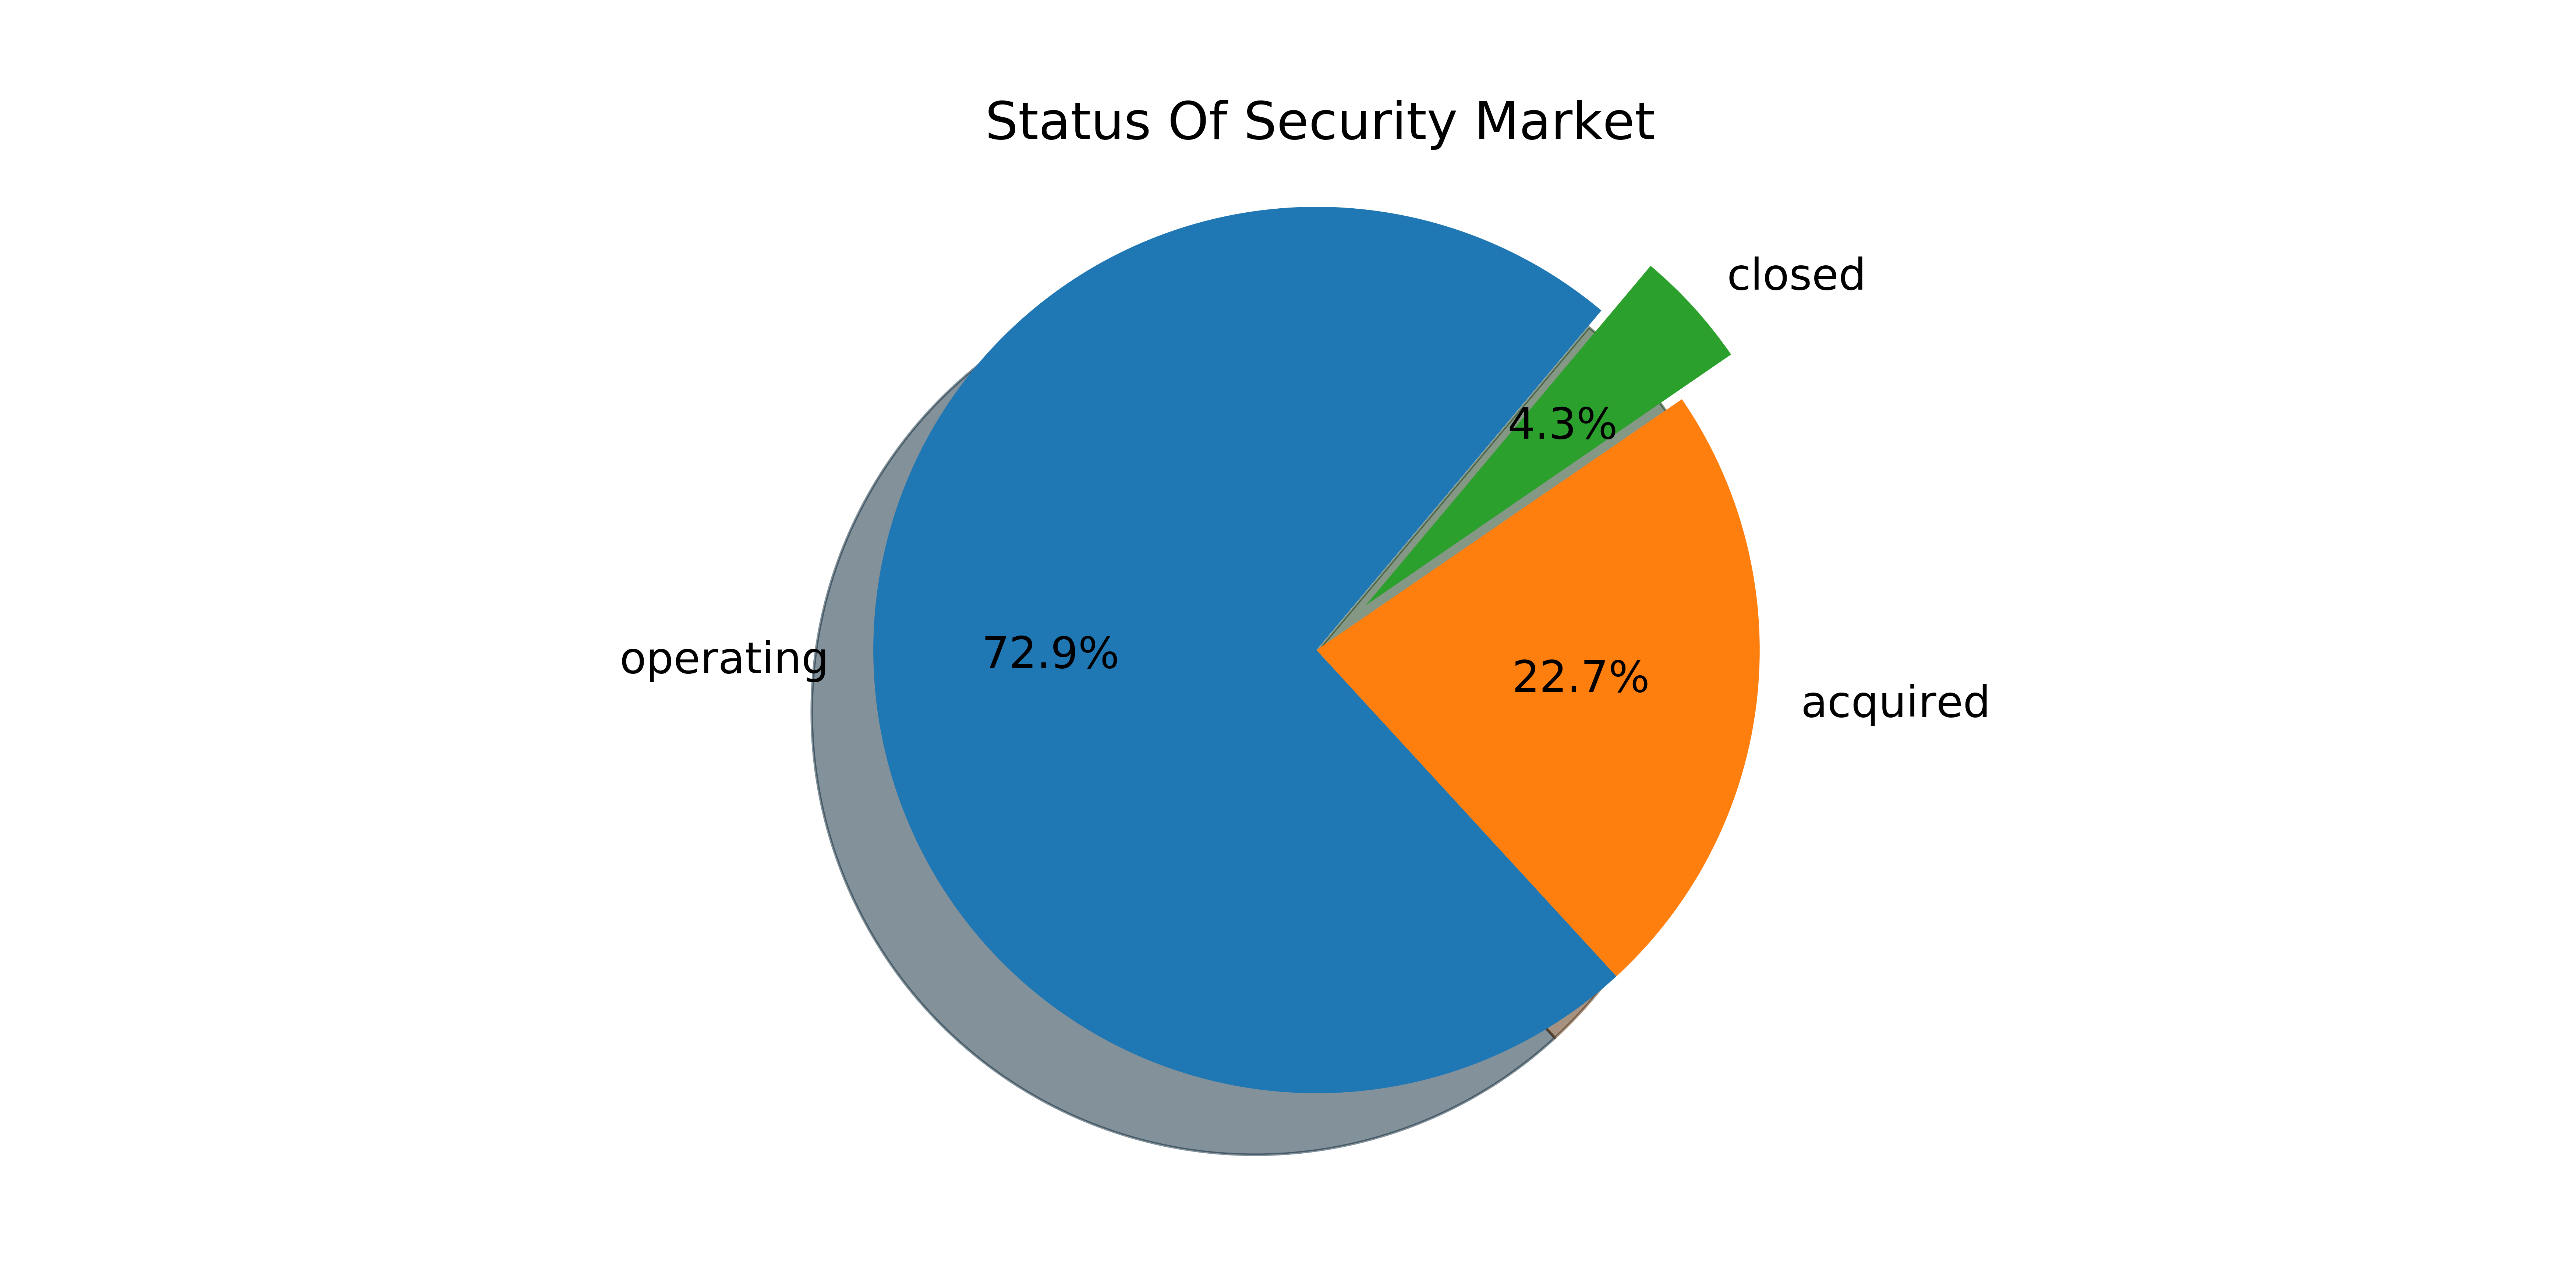 Status Of Security Market
closed
4.3%
operating
72.9%
22.7%
acquired